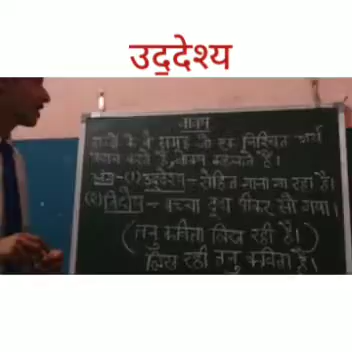 उद्देश्य
वाक्य
शब्दों के वे समूह जो एक निश्चित अर्थ
प्रदान करते हैं, वाक्य कहलाते हैं।
अंग - (1) उद्देश्य - रोहित गाना गा रहा है।
(2) विधेय - बच्चा दूध पीकर सो गया।
(तनु कविता लिख रही है।)
लिख रही तनु कविता है।